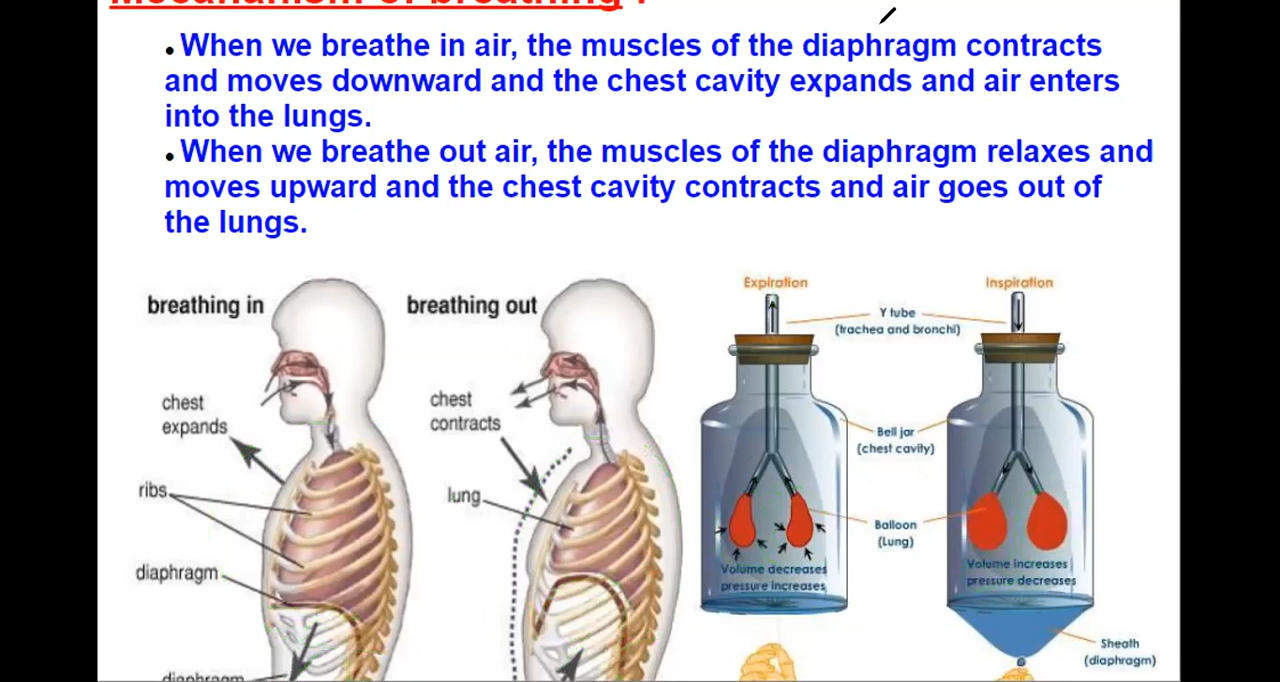 Mechanism of breathing :
• When we breathe in air, the muscles of the diaphragm contracts
and moves downward and the chest cavity expands and air enters
into the lungs.
• When we breathe out air, the muscles of the diaphragm relaxes and
moves upward and the chest cavity contracts and air goes out of
the lungs.
breathing in
chest
expands
ribs
diaphragm
diaphragm
breathing out
chest
contracts
lung
Expiration
Inspiration
Y tube
(trachea and bronchi)
Bell jar
(chest cavity)
Balloon
(Lung)
Volume decreases
pressure increases
Volume increases
pressure decreases
Sheath
(diaphragm)